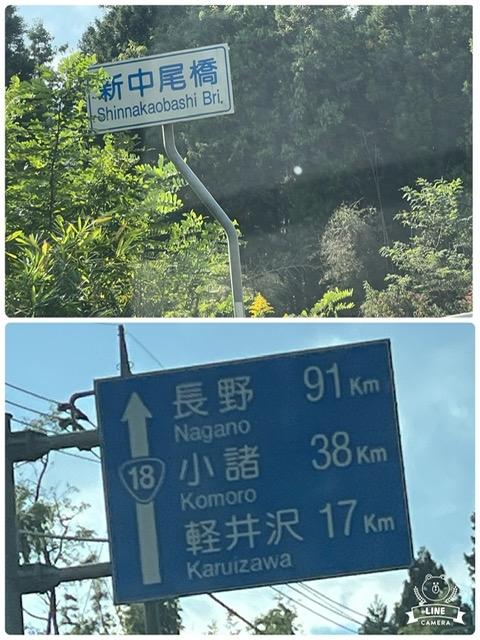 新中尾橋
Shinnakaobashi Bri.
長野 91 Km
Nagano
18
小諸 38 Km
Komoro
軽井沢 17 Km
Karuizawa
LINE
CAMERA